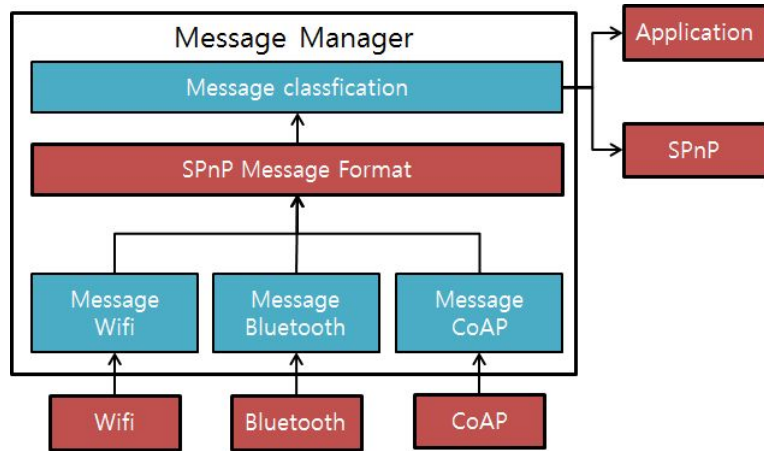 Message Manager
Application
Message classfication
SPnP
SPnP Message Format
Message
Wifi
Message
Bluetooth
Message
CoAP
Wifi
Bluetooth
CoAP